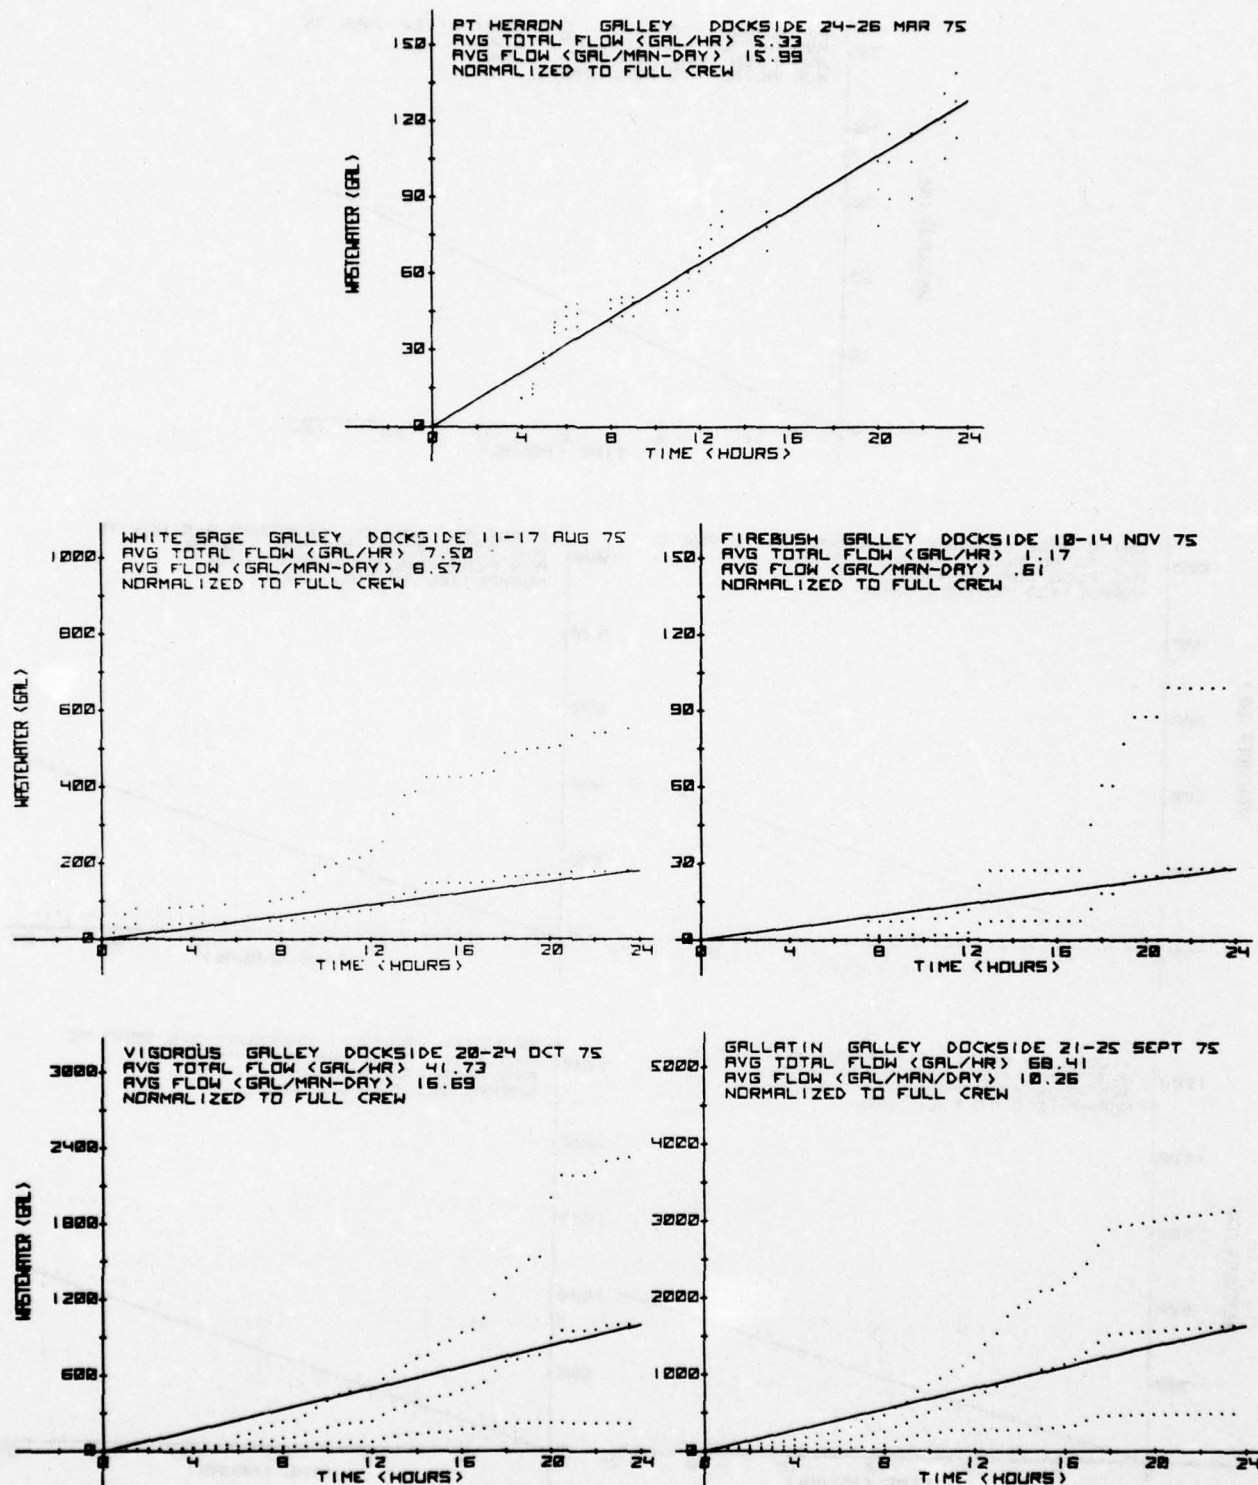 PT HERRON GALLEY DOCKSIDE 24-26 MAR 75
AVG TOTAL FLOW <GAL/HR> 5.33
AVG FLOW <GAL/MAN-DAY> 15.99
NORMALIZED TO FULL CREW
150
120
90
60
30
0
WASTEWATER <GAL>
0 4 8 12 16 20 24
TIME <HOURS>
WHITE SAGE GALLEY DOCKSIDE 11-17 AUG 75
AVG TOTAL FLOW <GAL/HR> 7.50
AVG FLOW <GAL/MAN-DAY> 8.57
NORMALIZED TO FULL CREW
1000
800
600
400
200
0
WASTEWATER <GAL>
0 4 8 12 16 20 24
TIME <HOURS>
FIREBUSH GALLEY DOCKSIDE 10-14 NOV 75
AVG TOTAL FLOW <GAL/HR> 1.17
AVG FLOW <GAL/MAN-DAY> .61
NORMALIZED TO FULL CREW
150
120
90
60
30
0
0 4 8 12 16 20 24
TIME <HOURS>
VIGOROUS GALLEY DOCKSIDE 20-24 OCT 75
AVG TOTAL FLOW <GAL/HR> 41.73
AVG FLOW <GAL/MAN-DAY> 16.69
NORMALIZED TO FULL CREW
3000
2400
1800
1200
600
0
WASTEWATER <GAL>
0 4 8 12 16 20 24
TIME <HOURS>
GALLATIN GALLEY DOCKSIDE 21-25 SEPT 75
AVG TOTAL FLOW <GAL/HR> 68.41
AVG FLOW <GAL/MAN/DAY> 10.26
NORMALIZED TO FULL CREW
5000
4000
3000
2000
1000
0
0 4 8 12 16 20 24
TIME <HOURS>